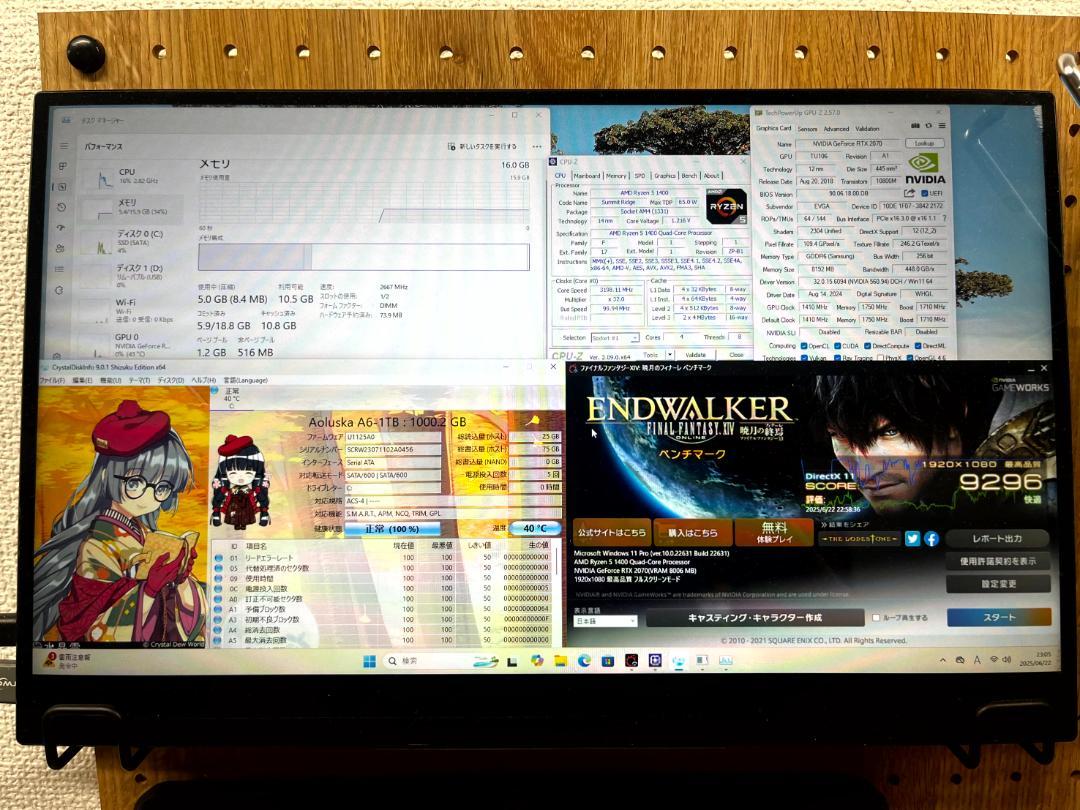 タスク マネージャー
パフォーマンス
新しいタスクを実行する
CPU
16% 2.82 GHz
メモリ
5.4/15.9 GB (34%)
ディスク 0 (C:)
SSD (SATA)
4%
ディスク 1 (D:)
リムーバブル (USB)
0%
Wi-Fi
Wi-Fi
送信: 0 受信: 0 Kbps
GPU 0
NVIDIA GeForce R...
0% (43 °C)
メモリ
16.0 GB
メモリ使用量
15.9 GB
60 秒
0
メモリ構成
使用中 (圧縮)
利用可能
5.0 GB (8.4 MB)
10.5 GB
コミット済み
キャッシュ済み
5.9/18.8 GB
10.8 GB
ページ プール
非ページ プール
1.2 GB
516 MB
速度:
2667 MHz
スロットの使用:
1/2
フォーム ファクター:
DIMM
ハードウェア予約済み:
73.9 MB
CPU-Z
CPU Mainboard Memory SPD Graphics Bench About
Processor
Name AMD Ryzen 5 1400
Code Name Summit Ridge Max TDP 65.0 W
Package Socket AM4 (1331)
Technology 14 nm Core Voltage 1.216 V
AMD
RYZEN
5
Specification AMD Ryzen 5 1400 Quad-Core Processor
Family F Model 1 Stepping 1
Ext. Family 17 Ext. Model 1 Revision ZP-B1
Instructions MMX(+), SSE, SSE2, SSE3, SSSE3, SSE4.1, SSE4.2, SSE4A,
x86-64, AMD-V, AES, AVX, AVX2, FMA3, SHA
Clocks (Core #0)
Cache
Core Speed 3198.11 MHz
Multiplier x 32.0
Bus Speed 99.94 MHz
Rated FSB
L1 Data 4 x 32 KBytes 8-way
L1 Inst. 4 x 64 KBytes 4-way
Level 2 4 x 512 KBytes 8-way
Level 3 2 x 4 MBytes 16-way
Selection Socket #1 Cores 4 Threads 8
CPU-Z Ver. 2.09.0.x64 Tools Validate Close
TechPowerUp GPU-Z 2.57.0
Graphics Card Sensors Advanced Validation
Name NVIDIA GeForce RTX 2070 Lookup
GPU TU106 Revision A1
Technology 12 nm Die Size 445 mm²
Release Date Aug 20, 2018 Transistors 10800M
NVIDIA
BIOS Version 90.06.18.00.D8 UEFI
Subvendor EVGA Device ID 10DE 1F07 - 3842 2172
ROPs/TMUs 64 / 144 Bus Interface PCIe x16 3.0 @ x16 1.1 ?
Shaders 2304 Unified DirectX Support 12 (12_2)
Pixel Fillrate 109.4 GPixel/s Texture Fillrate 246.2 GTexel/s
Memory Type GDDR6 (Samsung) Bus Width 256 bit
Memory Size 8192 MB Bandwidth 448.0 GB/s
Driver Version 32.0.15.6094 (NVIDIA 560.94) DCH / Win11 64
Driver Date Aug 14, 2024 Digital Signature WHQL
GPU Clock 1410 MHz Memory 1750 MHz Boost 1710 MHz
Default Clock 1410 MHz Memory 1750 MHz Boost 1710 MHz
NVIDIA SLI Disabled Resizable BAR Disabled
Computing OpenCL CUDA DirectCompute DirectML
Technologies Vulkan Ray Tracing PhysX OpenGL 4.6
CrystalDiskInfo 9.0.1 Shizuku Edition x64
ファイル(F) 編集(E) 機能(U) テーマ(T) ディスク(D) ヘルプ(H) 言語(Language)
正常
40 °C
C:
Aoluska A6-1TB : 1000.2 GB
ファームウェア U1125A0
シリアルナンバー SCRW23071102A0456
インターフェース Serial ATA
対応転送モード SATA/600 | SATA/600
ドライブレター C:
対応規格 ACS-4 | ----
対応機能 S.M.A.R.T., APM, NCQ, TRIM, GPL
総読込量 (ホスト) 25 GB
総書込量 (ホスト) 75 GB
総書込量 (NAND) 0 GB
電源投入回数 5 回
使用時間 0 時間
健康状態 正常 (100 %)
温度 40 °C
ID 項目名 現在値 最悪値 しきい値 生の値
01 リードエラーレート 100 100 50 000000000000
05 代替処理済のセクタ数 100 100 50 000000000000
09 使用時間 100 100 50 000000000000
0C 電源投入回数 100 100 50 000000000005
A0 訂正不可能セクタ数 100 100 50 000000000000
A1 予備ブロック数 100 100 50 000000000064
A3 初期不良ブロック数 100 100 50 00000000000F
A4 総消去回数 100 100 50 000000000000
A5 最大消去回数 100 100 50 000000000000
© Crystal Dew World
ファイナルファンタジーXIV: 暁月のフィナーレ ベンチマーク
ENDWALKER
FINAL FANTASY XIV
ONLINE
暁月の終焉
ファイナルファンタジー14
ベンチマーク
NVIDIA
GAMEWORKS
1920×1080 最高品質
DirectX 11
SCORE 9296
評価: 快適
2025/6/22 22:58:36
公式サイトはこちら
購入はこちら
無料
体験プレイ
結果をシェア
THE LODESTONE
レポート出力
使用許諾契約を表示
設定変更
スタート
Microsoft Windows 11 Pro (ver.10.0.22631 Build 22631)
AMD Ryzen 5 1400 Quad-Core Processor
NVIDIA GeForce RTX 2070(VRAM 8006 MB)
1920x1080 最高品質 フルスクリーンモード
NVIDIA® and NVIDIA GameWorks™ are trademarks of NVIDIA Corporation and are used under license.
表示言語
日本語
キャスティング・キャラクター作成
ループ再生する
© 2010 - 2021 SQUARE ENIX CO., LTD. All Rights Reserved.
雷雨注意報
発令中
検索
A
23:05
2025/06/22